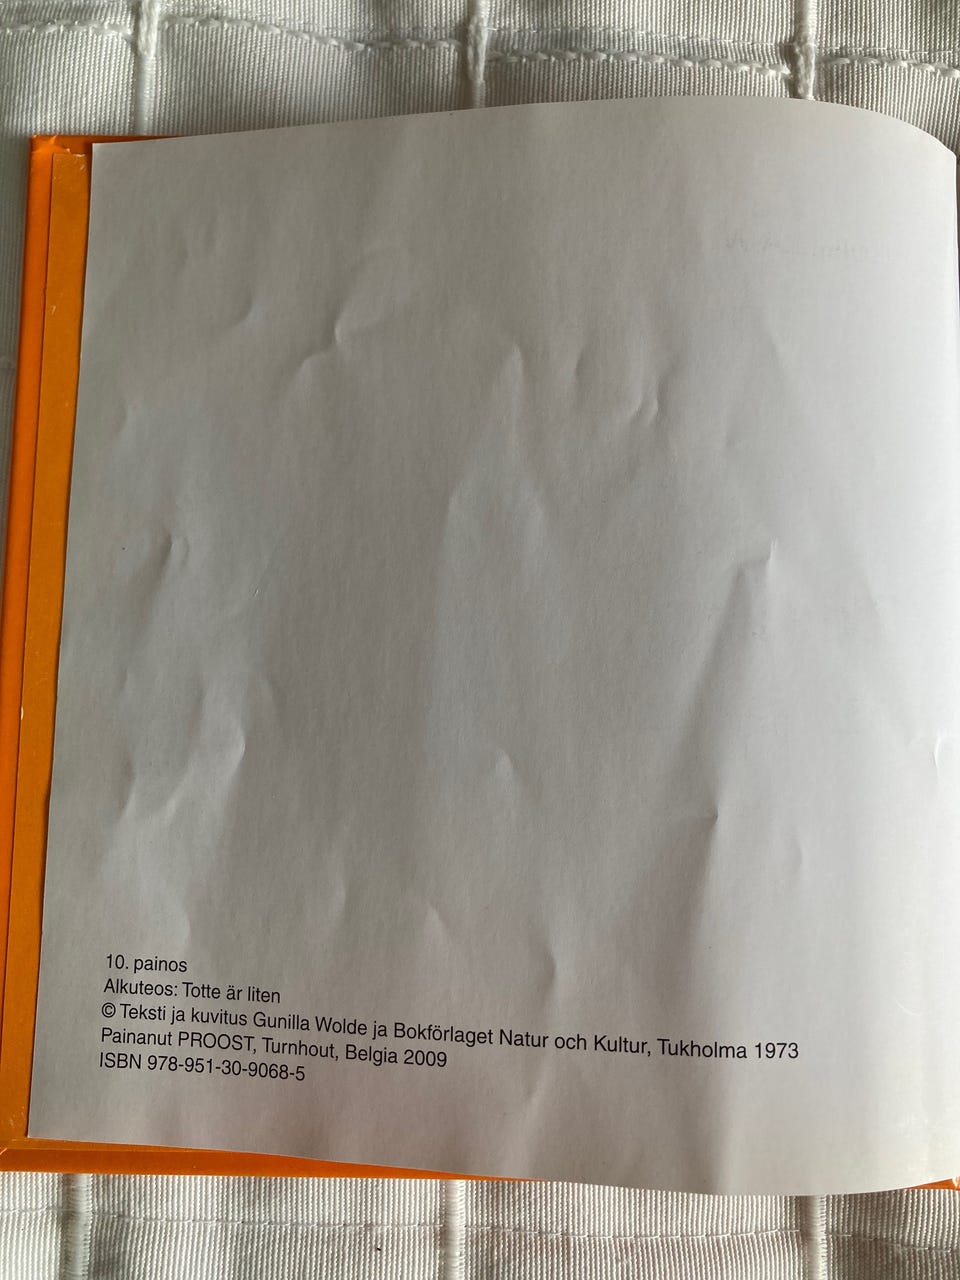 10. painos
Alkuteos: Totte är liten
© Teksti ja kuvitus Gunilla Wolde ja Bokförlaget Natur och Kultur, Tukholma 1973
Painanut PROOST, Turnhout, Belgia 2009
ISBN 978-951-30-9068-5